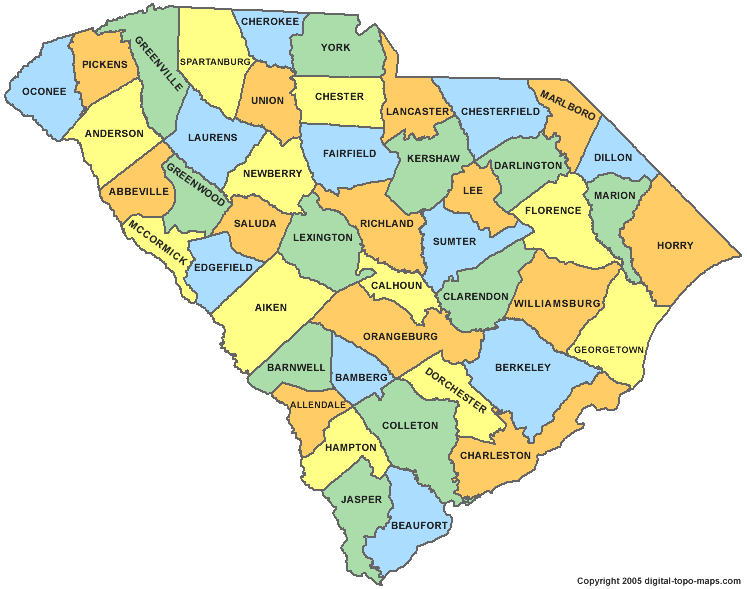 CHEROKEE
YORK
GREENVILLE
SPARTANBURG
PICKENS
OCONEE
UNION
CHESTER
LANCASTER
CHESTERFIELD
MARLBORO
ANDERSON
LAURENS
FAIRFIELD
KERSHAW
DARLINGTON
DILLON
NEWBERRY
ABBEVILLE
GREENWOOD
LEE
MARION
FLORENCE
SALUDA
RICHLAND
LEXINGTON
MCCORMICK
SUMTER
HORRY
EDGEFIELD
CALHOUN
CLARENDON
WILLIAMSBURG
AIKEN
ORANGEBURG
GEORGETOWN
BARNWELL
BAMBERG
BERKELEY
DORCHESTER
ALLENDALE
COLLETON
HAMPTON
CHARLESTON
JASPER
BEAUFORT
Copyright 2005 digital-topo-maps.com